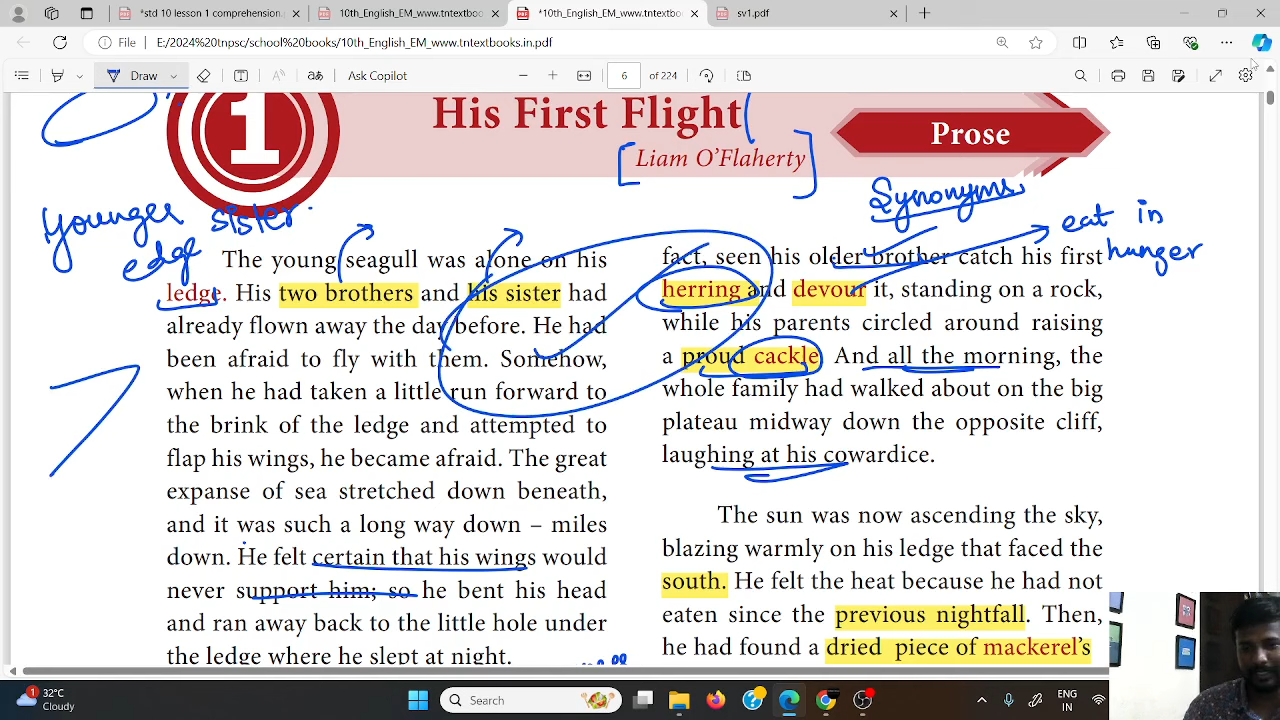 *std 10 lesson 1 comprehension.
10th_English_EM_www.tntextbooks
*10th_English_EM_www.tntextbook
sv1.pdf
File
E:/2024%20tnpsc/school%20books/10th_English_EM_www.tntextbooks.in.pdf
Draw
Ask Copilot
6 of 224
1
His First Flight
Liam O'Flaherty
Prose
Younger sister
edge
Synonyms
eat in
hunger
The young seagull was alone on his
ledge. His two brothers and his sister had
already flown away the day before. He had
been afraid to fly with them. Somehow,
when he had taken a little run forward to
the brink of the ledge and attempted to
flap his wings, he became afraid. The great
expanse of sea stretched down beneath,
and it was such a long way down – miles
down. He felt certain that his wings would
never support him; so he bent his head
and ran away back to the little hole under
the ledge where he slept at night.
fact, seen his older brother catch his first
herring and devour it, standing on a rock,
while his parents circled around raising
a proud cackle. And all the morning, the
whole family had walked about on the big
plateau midway down the opposite cliff,
laughing at his cowardice.
The sun was now ascending the sky,
blazing warmly on his ledge that faced the
south. He felt the heat because he had not
eaten since the previous nightfall. Then,
he had found a dried piece of mackerel's
1
32°C
Cloudy
Search
ENG
IN